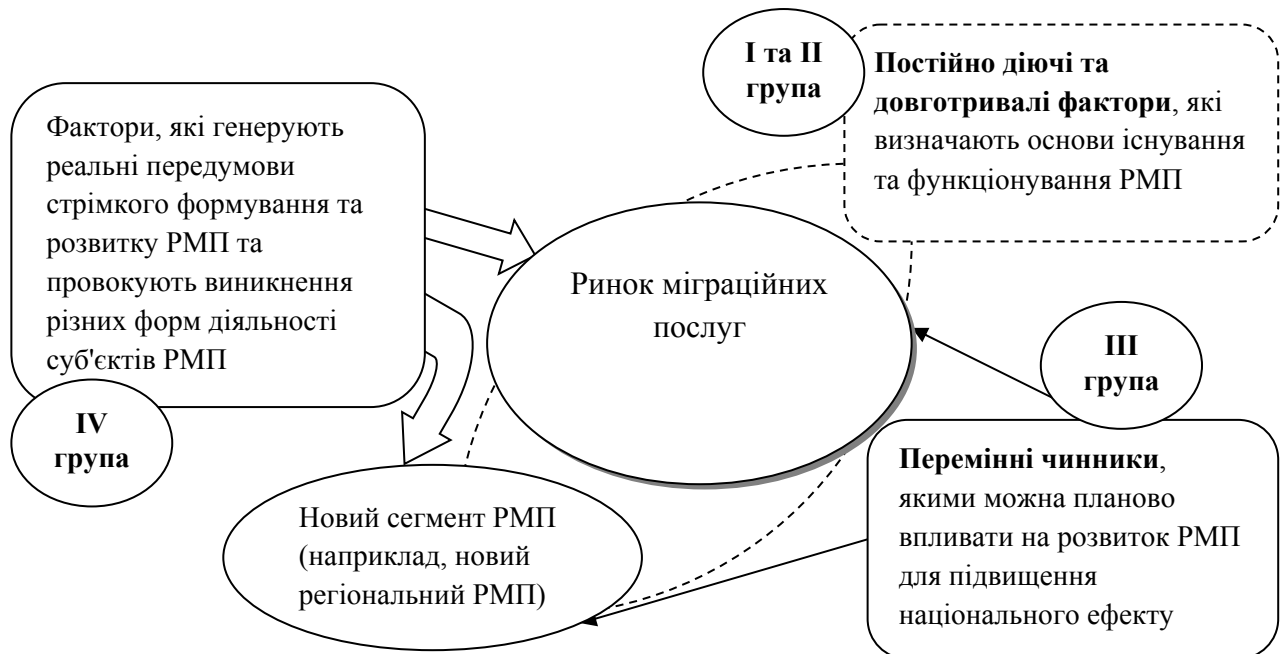 І та ІІ
група
Постійно діючі та
довготривалі фактори, які
визначають основи існування
та функціонування РМП
Фактори, які генерують
реальні передумови
стрімкого формування та
розвитку РМП та
провокують виникнення
різних форм діяльності
суб'єктів РМП
IV
група
Ринок міграційних
послуг
ІІІ
група
Перемінні чинники,
якими можна планово
впливати на розвиток РМП
для підвищення
національного ефекту
Новий сегмент РМП
(наприклад, новий
регіональний РМП)